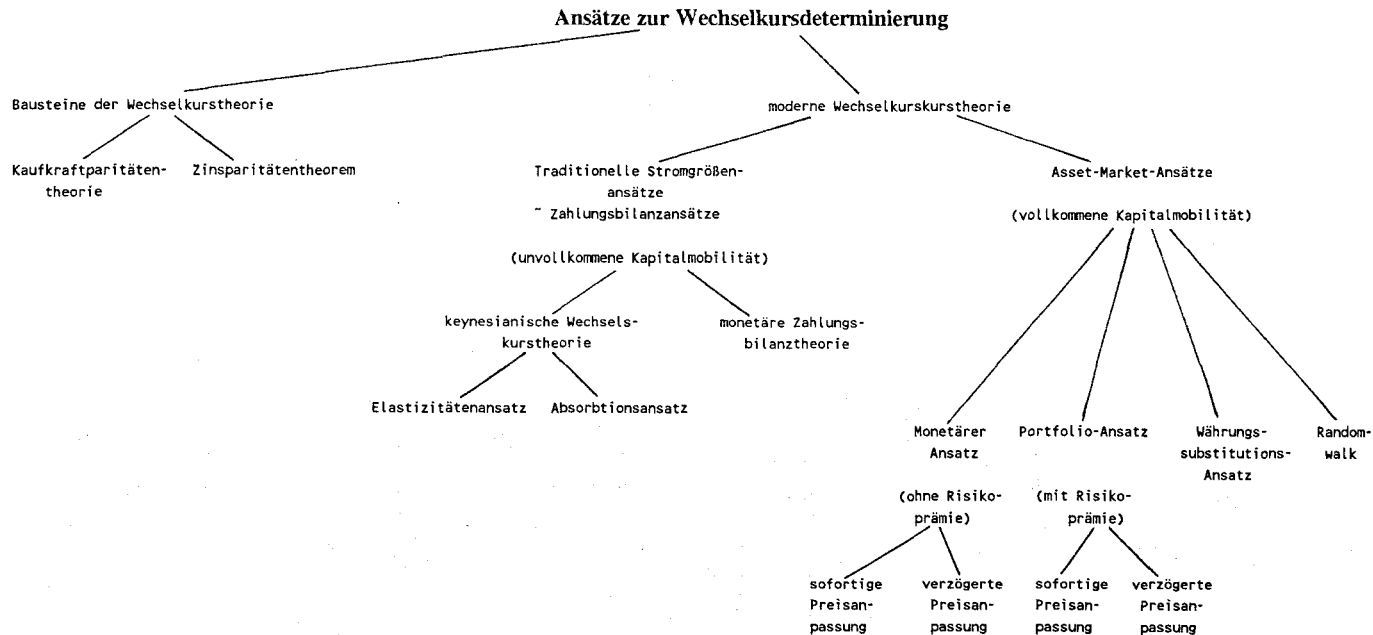 Ansätze zur Wechselkursdeterminierung
Bausteine der Wechselkurstheorie
moderne Wechselkurskurstheorie
Kaufkraftparitäten-
theorie
Zinsparitätentheorem
Traditionelle Stromgrößen-
ansätze
~ Zahlungsbilanzansätze
(unvollkommene Kapitalmobilität)
Asset-Market-Ansätze
(vollkommene Kapitalmobilität)
keynesianische Wechsels-
kurstheorie
monetäre Zahlungs-
bilanztheorie
Elastizitätenansatz
Absorbtionsansatz
Monetärer
Ansatz
(ohne Risiko-
prämie)
Portfolio-Ansatz
(mit Risiko-
prämie)
Währungs-
substitutions-
Ansatz
Random-
walk
sofortige
Preisan-
passung
verzögerte
Preisan-
passung
sofortige
Preisan-
passung
verzögerte
Preisan-
passung